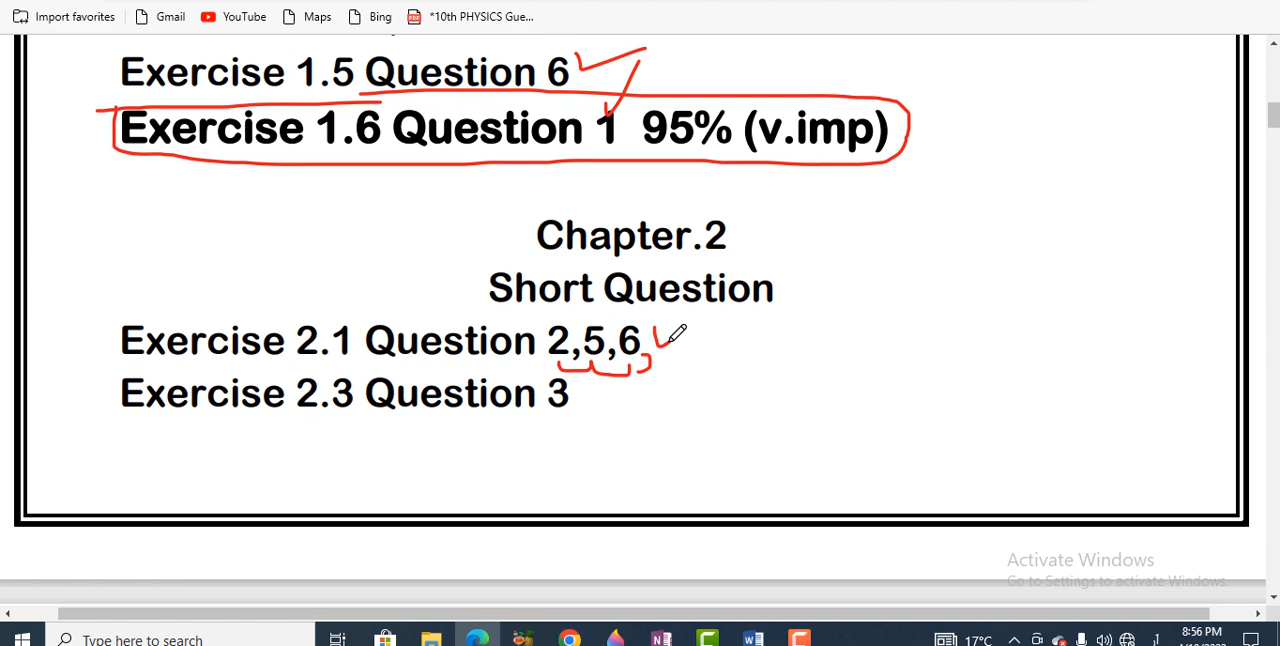 Import favorites Gmail YouTube Maps Bing *10th PHYSICS Gue...
Exercise 1.5 Question 6
Exercise 1.6 Question 1 95% (v.imp)
Chapter.2
Short Question
Exercise 2.1 Question 2,5,6,
Exercise 2.3 Question 3
Activate Windows
Go to Settings to activate Windows.
Type here to search
17°C
8:56 PM